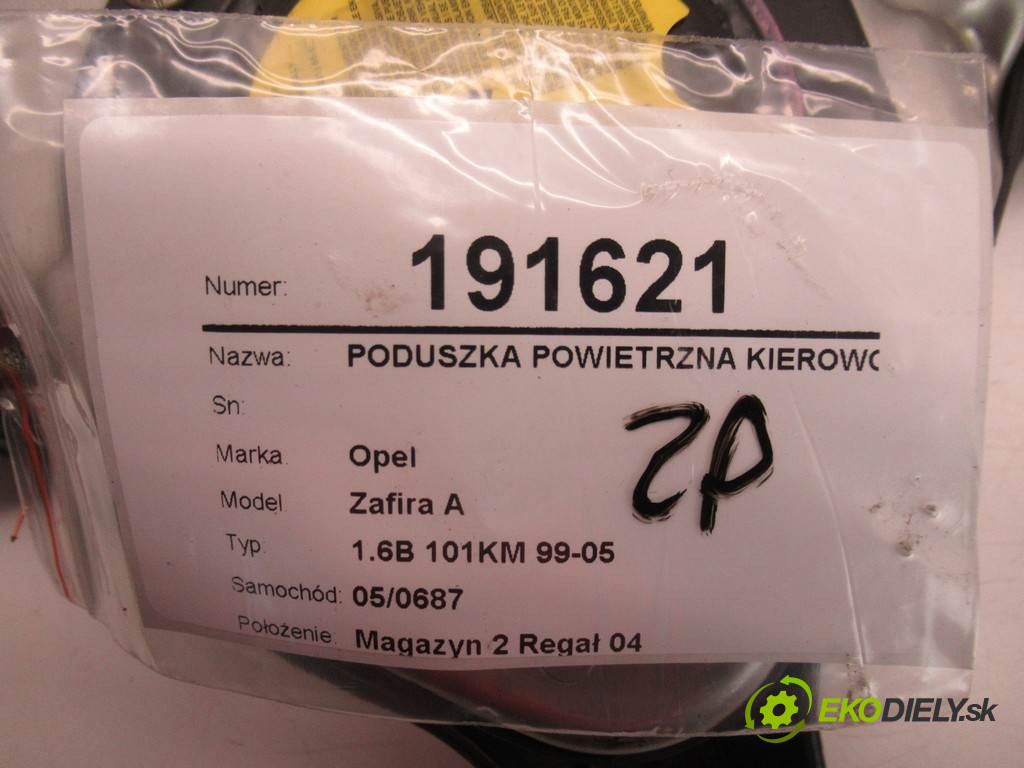 Numer: 191621
Nazwa: PODUSZKA POWIETRZNA KIEROWC
Sn:
ZP
Marka: Opel
Model Zafira A
Typ: 1.6B 101KM 99-05
Samochód: 05/0687
Położenie: Magazyn 2 Regał 04
EKODIELY.sk